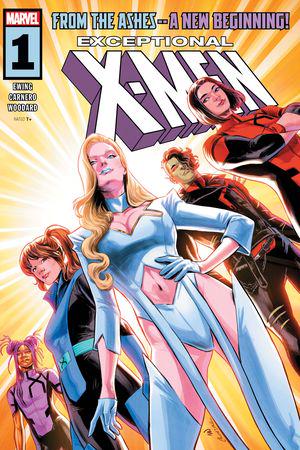 MARVEL
FROM THE ASHES--A NEW BEGINNING!
1
EXCEPTIONAL
X-MEN
EWING
CARNERO
WOODARD
RATED T+